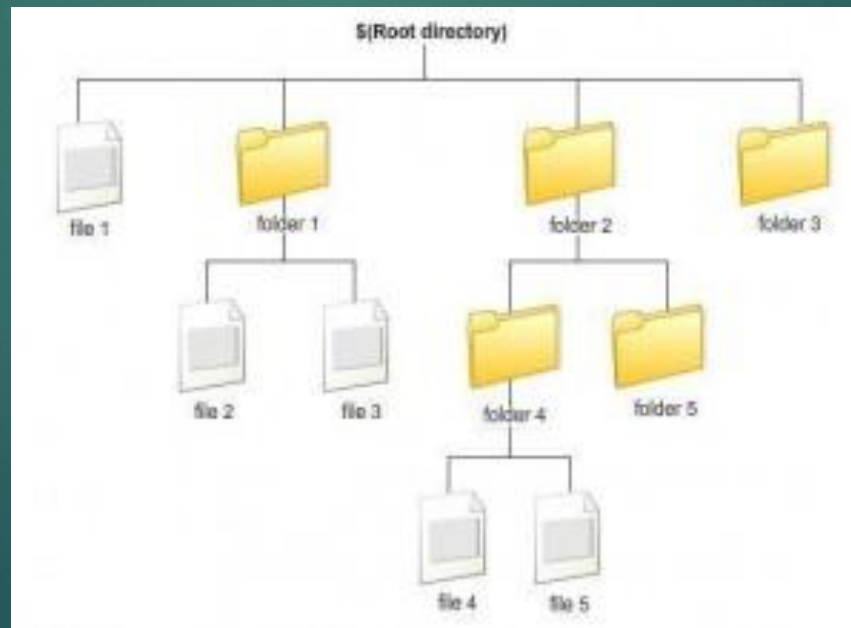 $(Root directory)
file 1
folder 1
folder 2
folder 3
file 2
file 3
folder 4
folder 5
file 4
file 5